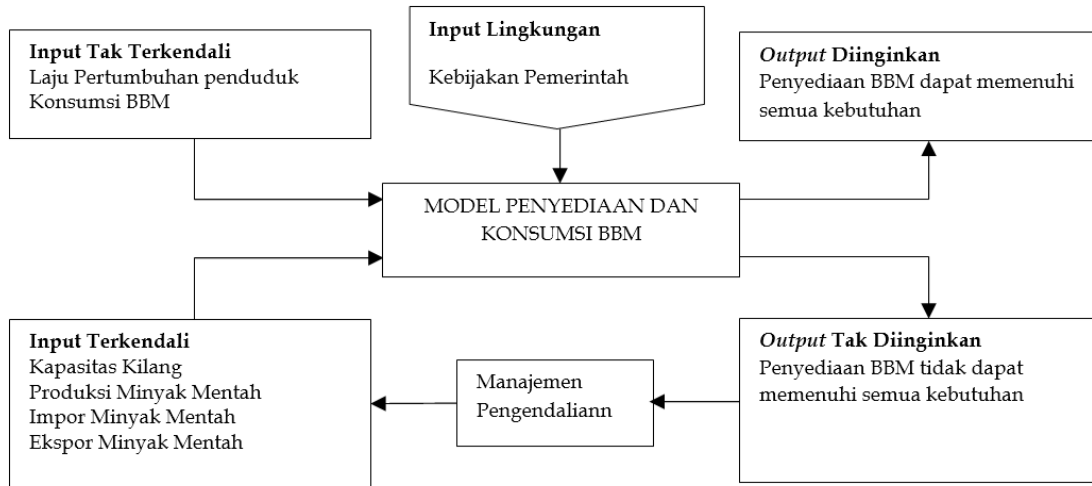 Input Tak Terkendali
Laju Pertumbuhan penduduk
Konsumsi BBM
Input Lingkungan
Kebijakan Pemerintah
Output Diinginkan
Penyediaan BBM dapat memenuhi
semua kebutuhan
MODEL PENYEDIAAN DAN
KONSUMSI BBM
Input Terkendali
Kapasitas Kilang
Produksi Minyak Mentah
Impor Minyak Mentah
Ekspor Minyak Mentah
Manajemen
Pengendaliann
Output Tak Diinginkan
Penyediaan BBM tidak dapat
memenuhi semua kebutuhan